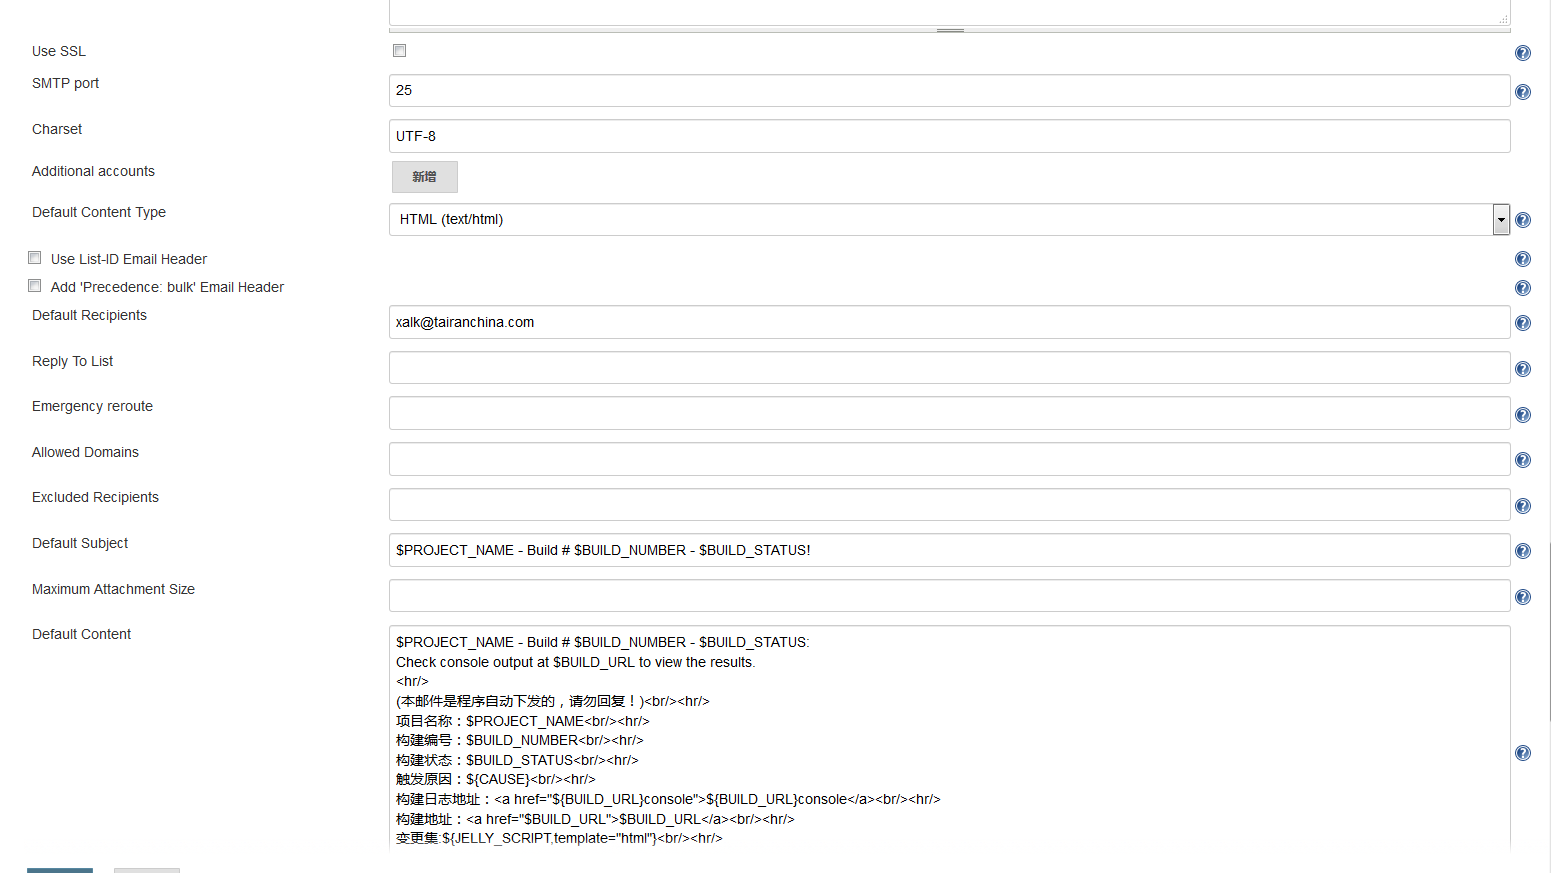 Use SSL
SMTP port
25
Charset
UTF-8
Additional accounts
新增
Default Content Type
HTML (text/html)
Use List-ID Email Header
Add 'Precedence: bulk' Email Header
Default Recipients
xalk@tairanchina.com
Reply To List
Emergency reroute
Allowed Domains
Excluded Recipients
Default Subject
$PROJECT_NAME - Build # $BUILD_NUMBER - $BUILD_STATUS!
Maximum Attachment Size
Default Content
$PROJECT_NAME - Build # $BUILD_NUMBER - $BUILD_STATUS:
Check console output at $BUILD_URL to view the results.
<hr/>
(本邮件是程序自动下发的，请勿回复！)<br/><hr/>
项目名称：$PROJECT_NAME<br/><hr/>
构建编号：$BUILD_NUMBER<br/><hr/>
构建状态：$BUILD_STATUS<br/><hr/>
触发原因：${CAUSE}<br/><hr/>
构建日志地址：<a href="${BUILD_URL}console">${BUILD_URL}console</a><br/><hr/>
构建地址：<a href="$BUILD_URL">$BUILD_URL</a><br/><hr/>
变更集:${JELLY_SCRIPT,template="html"}<br/><hr/>